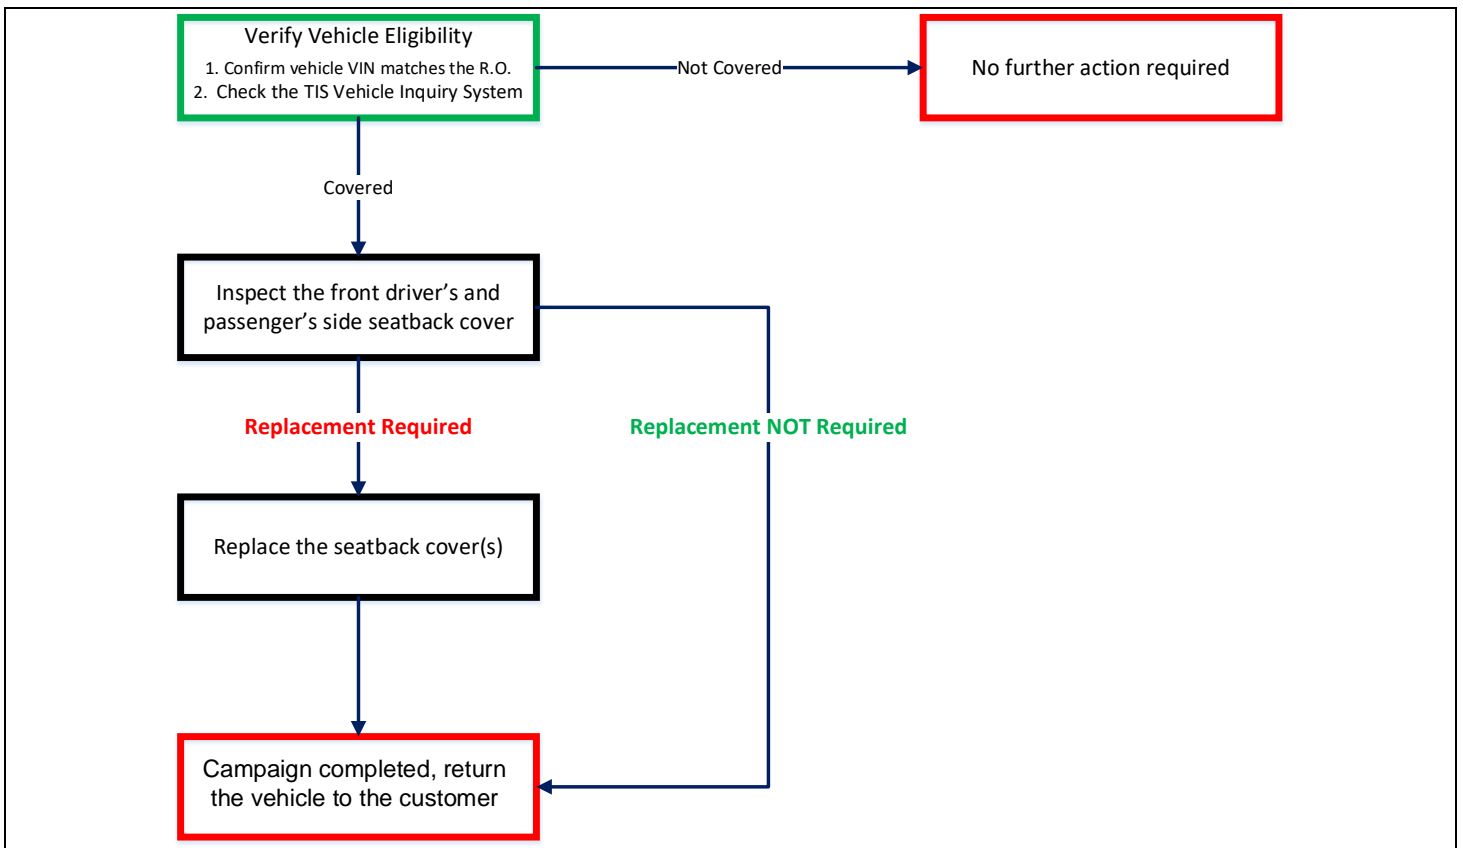 Verify Vehicle Eligibility
1. Confirm vehicle VIN matches the R.O.
2. Check the TIS Vehicle Inquiry System
Not Covered
No further action required
Covered
Inspect the front driver’s and
passenger’s side seatback cover
Replacement Required
Replacement NOT Required
Replace the seatback cover(s)
Campaign completed, return
the vehicle to the customer